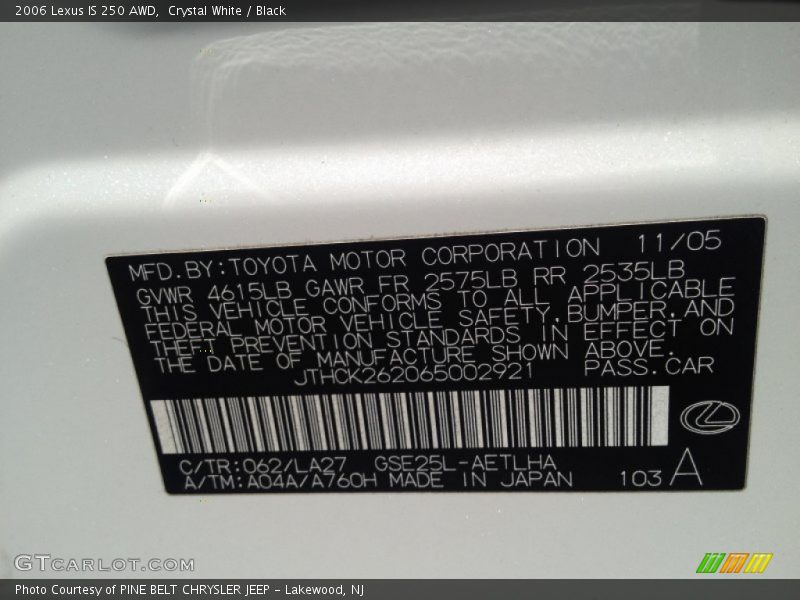 2006 Lexus IS 250 AWD,  Crystal White / Black
MFD.BY:TOYOTA MOTOR CORPORATION 11/05
GVWR 4615LB GAWR FR 2575LB RR 2535LB
THIS VEHICLE CONFORMS TO ALL APPLICABLE
FEDERAL MOTOR VEHICLE SAFETY,BUMPER,AND
THEFT PREVENTION STANDARDS IN EFFECT ON
THE DATE OF MANUFACTURE SHOWN ABOVE.
JTHCK262065002921 PASS.CAR
C/TR:062/LA27 GSE25L-AETLHA
A/TM:A04A/A760H MADE IN JAPAN 103 A
GTCARLOT.COM
Photo Courtesy of PINE BELT CHRYSLER JEEP - Lakewood, NJ